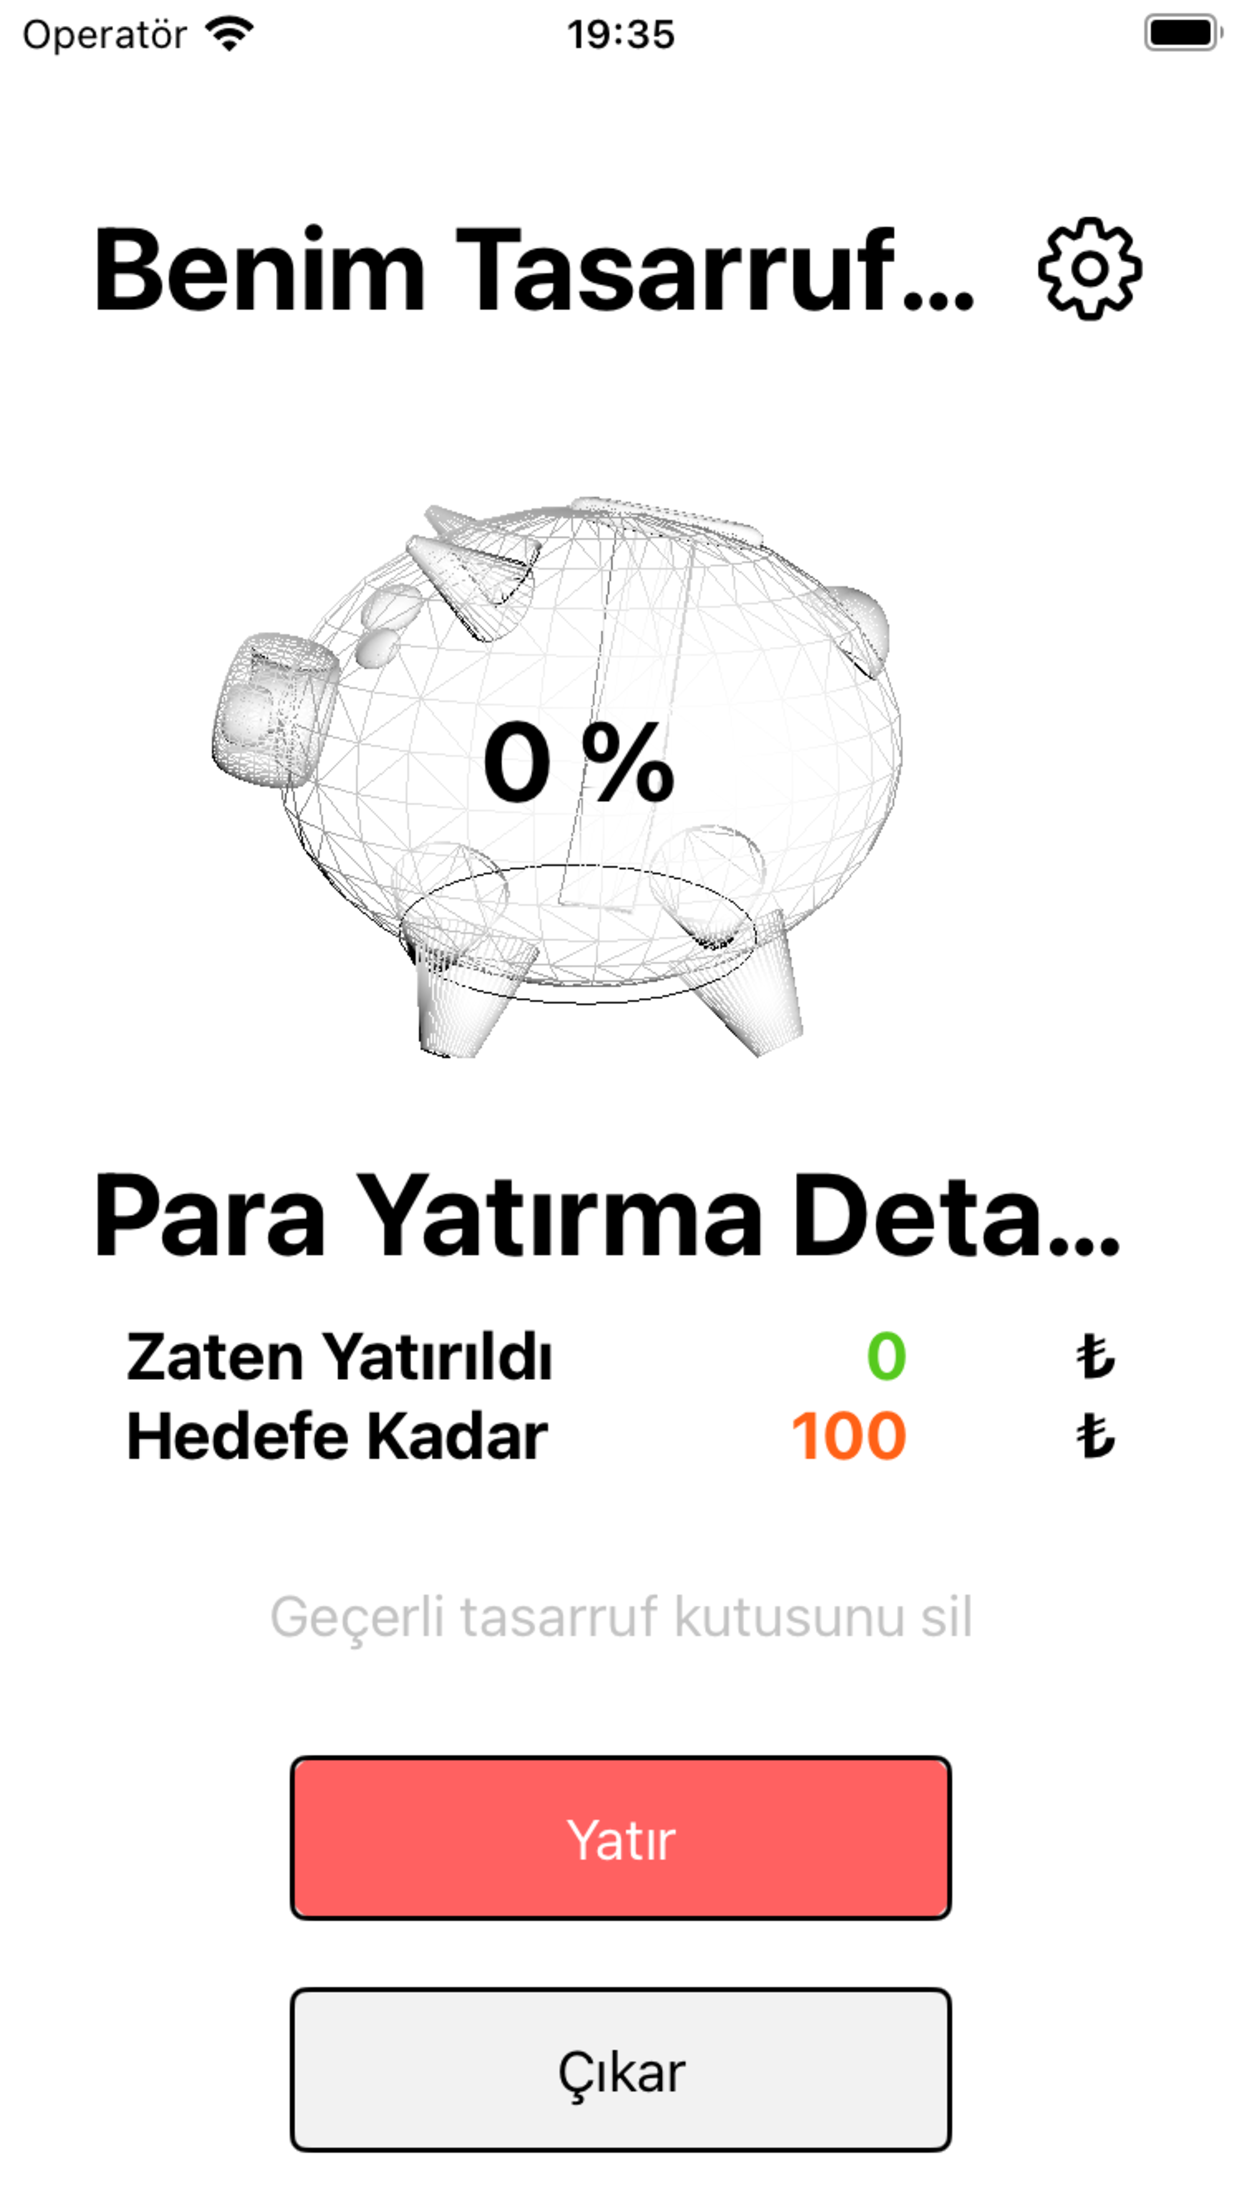 Operatör 19:35
Benim Tasarruf...
0 %
Para Yatırma Deta...
Zaten Yatırıldı 0 ₺
Hedefe Kadar 100 ₺
Geçerli tasarruf kutusunu sil
Yatır
Çıkar